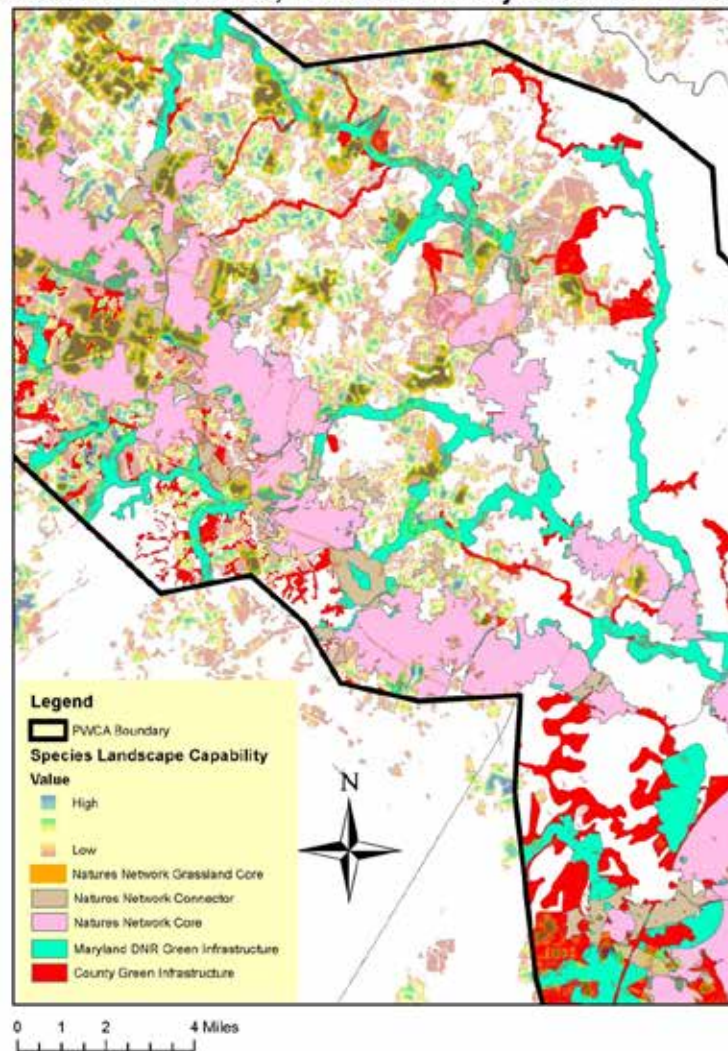 N
Legend
PWCA Boundary
Species Landscape Capability
Value
High
Low
Natures Network Grassland Core
Natures Network Connector
Natures Network Core
Maryland DNR Green Infrastructure
County Green Infrastructure
0 1 2 4 Miles